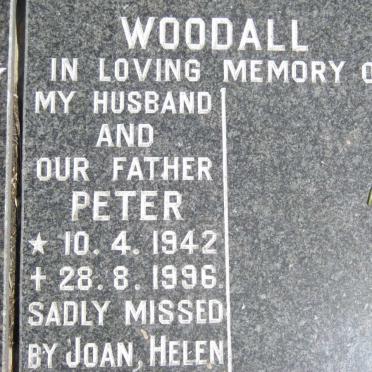 WOODALL
IN LOVING MEMORY O
MY HUSBAND
AND
OUR FATHER
PETER
★ 10. 4. 1942
† 28. 8. 1996.
SADLY MISSED
BY JOAN, HELEN